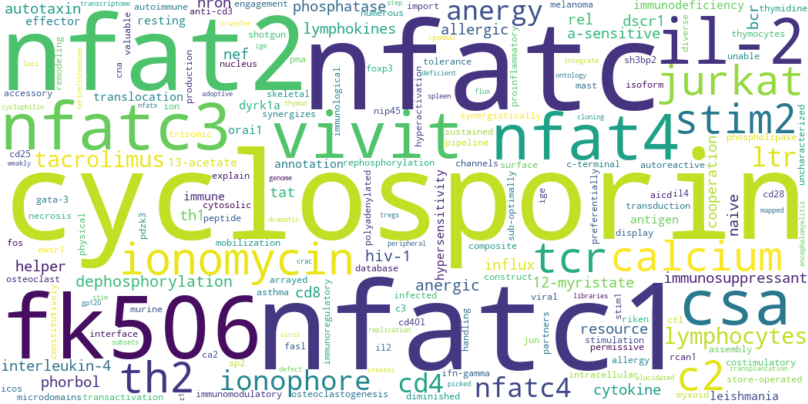 autotaxin
autoimmune
transcriptome
nron
engagement
step
import
melanoma
immunodeficiency
thymidine
effector
resting
anti-cd3
phosphatase
numerous
anergy
rel
dscr1
bcr
transfer
lymphokines
allergic
a-sensitive
diverse
thymocytes
nfat2
nfatc
il-2
shotgun
igm
nef
cna
valuable
nucleus
production
pma
foxp3
tolerance
deficient
proinflammatory
mast
sh3bp2
isoform
unable
integrate
ontology
remodeling
luci
serine/threonine
accessory
translocation
skeletal
adoptive
immunological
hyperactivation
spleen
flux
jurkat
cyclophilin
nfatx
ion
dyrk1a
thymus
nip45
cloning
stim2
nfatc3
trisomic
synergizes
orai1
vivit
synergistically
sustained
pipeline
nfat4
phospholipase
uncharacterized
cd25
weakly
tacrolimus
13-acetate
annotation
rephosphorylation
channels
surface
c-terminal
autoreactive
ltr
cyclosporin
gata-3
explain
genome
immune
cytosolic
tat
necrosis
physical
pdzk3
th1
peptide
polyadenylated
dramatic
tregs
hypersensitivity
sub-optimally
ige
preferentially
aicd
il4
transduction
antigen
cooperation
naive
cd28
mapped
fos
ewsr1
mobilization
peripheral
composite
display
encephalomyelitis
ionomycin
hiv-1
influx
tcr
calcium
helper
osteoclast
crac
database
construct
dephosphorylation
arrayed
anergic
12-myristate
immunosuppressant
constitutively
stim
gp120
asthma
cd8
immunoregulatory
infected
viral
libraries
stim1
resource
riken
ctl
fk506
nfatc1
csa
murine
c3
cd40l
handling
partners
stimulation
permissive
lymphocytes
interface
subsets
fasl
virus
il2
replication
jun
allergy
rcan1
assembly
interleukin-4
ca2
sp2
defect
creates
ifn-gamma
intracellular
costimulatory
transplantation
phorbol
th2
ionophore
cd4
nfatc4
cytokine
c2
store-operated
elucidated
icos
microdomains
transactivation
immunomodulatory
osteoclastogenesis
diminished
picked
myxoid
leishmania